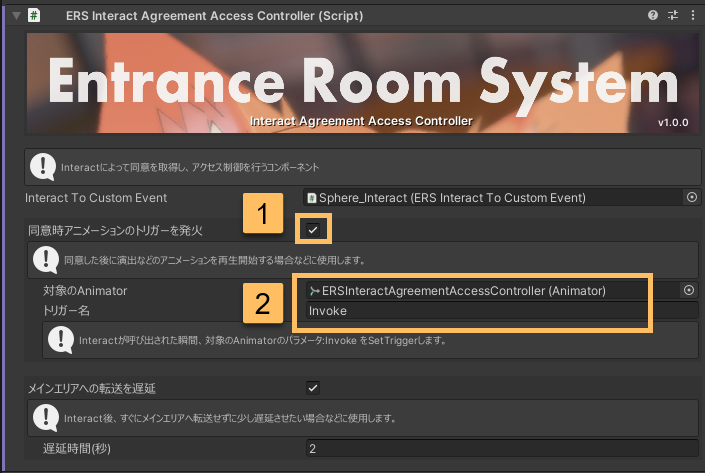 ERS Interact Agreement Access Controller (Script)
Entrance Room System
Interact Agreement Access Controller
v1.0.0
Interactによって同意を取得し、アクセス制御を行うコンポーネント
Interact To Custom Event
Sphere_Interact (ERS Interact To Custom Event)
1
同意時アニメーションのトリガーを発火
同意した後に演出などのアニメーションを再生開始する場合などに使用します。
2
対象のAnimator
ERSInteractAgreementAccessController (Animator)
トリガー名
Invoke
Interactが呼び出された瞬間、対象のAnimatorのパラメータ:Invoke をSetTriggerします。
メインエリアへの転送を遅延
Interact後、すぐにメインエリアへ転送せずに少し遅延させたい場合などに使用します。
遅延時間(秒)
2